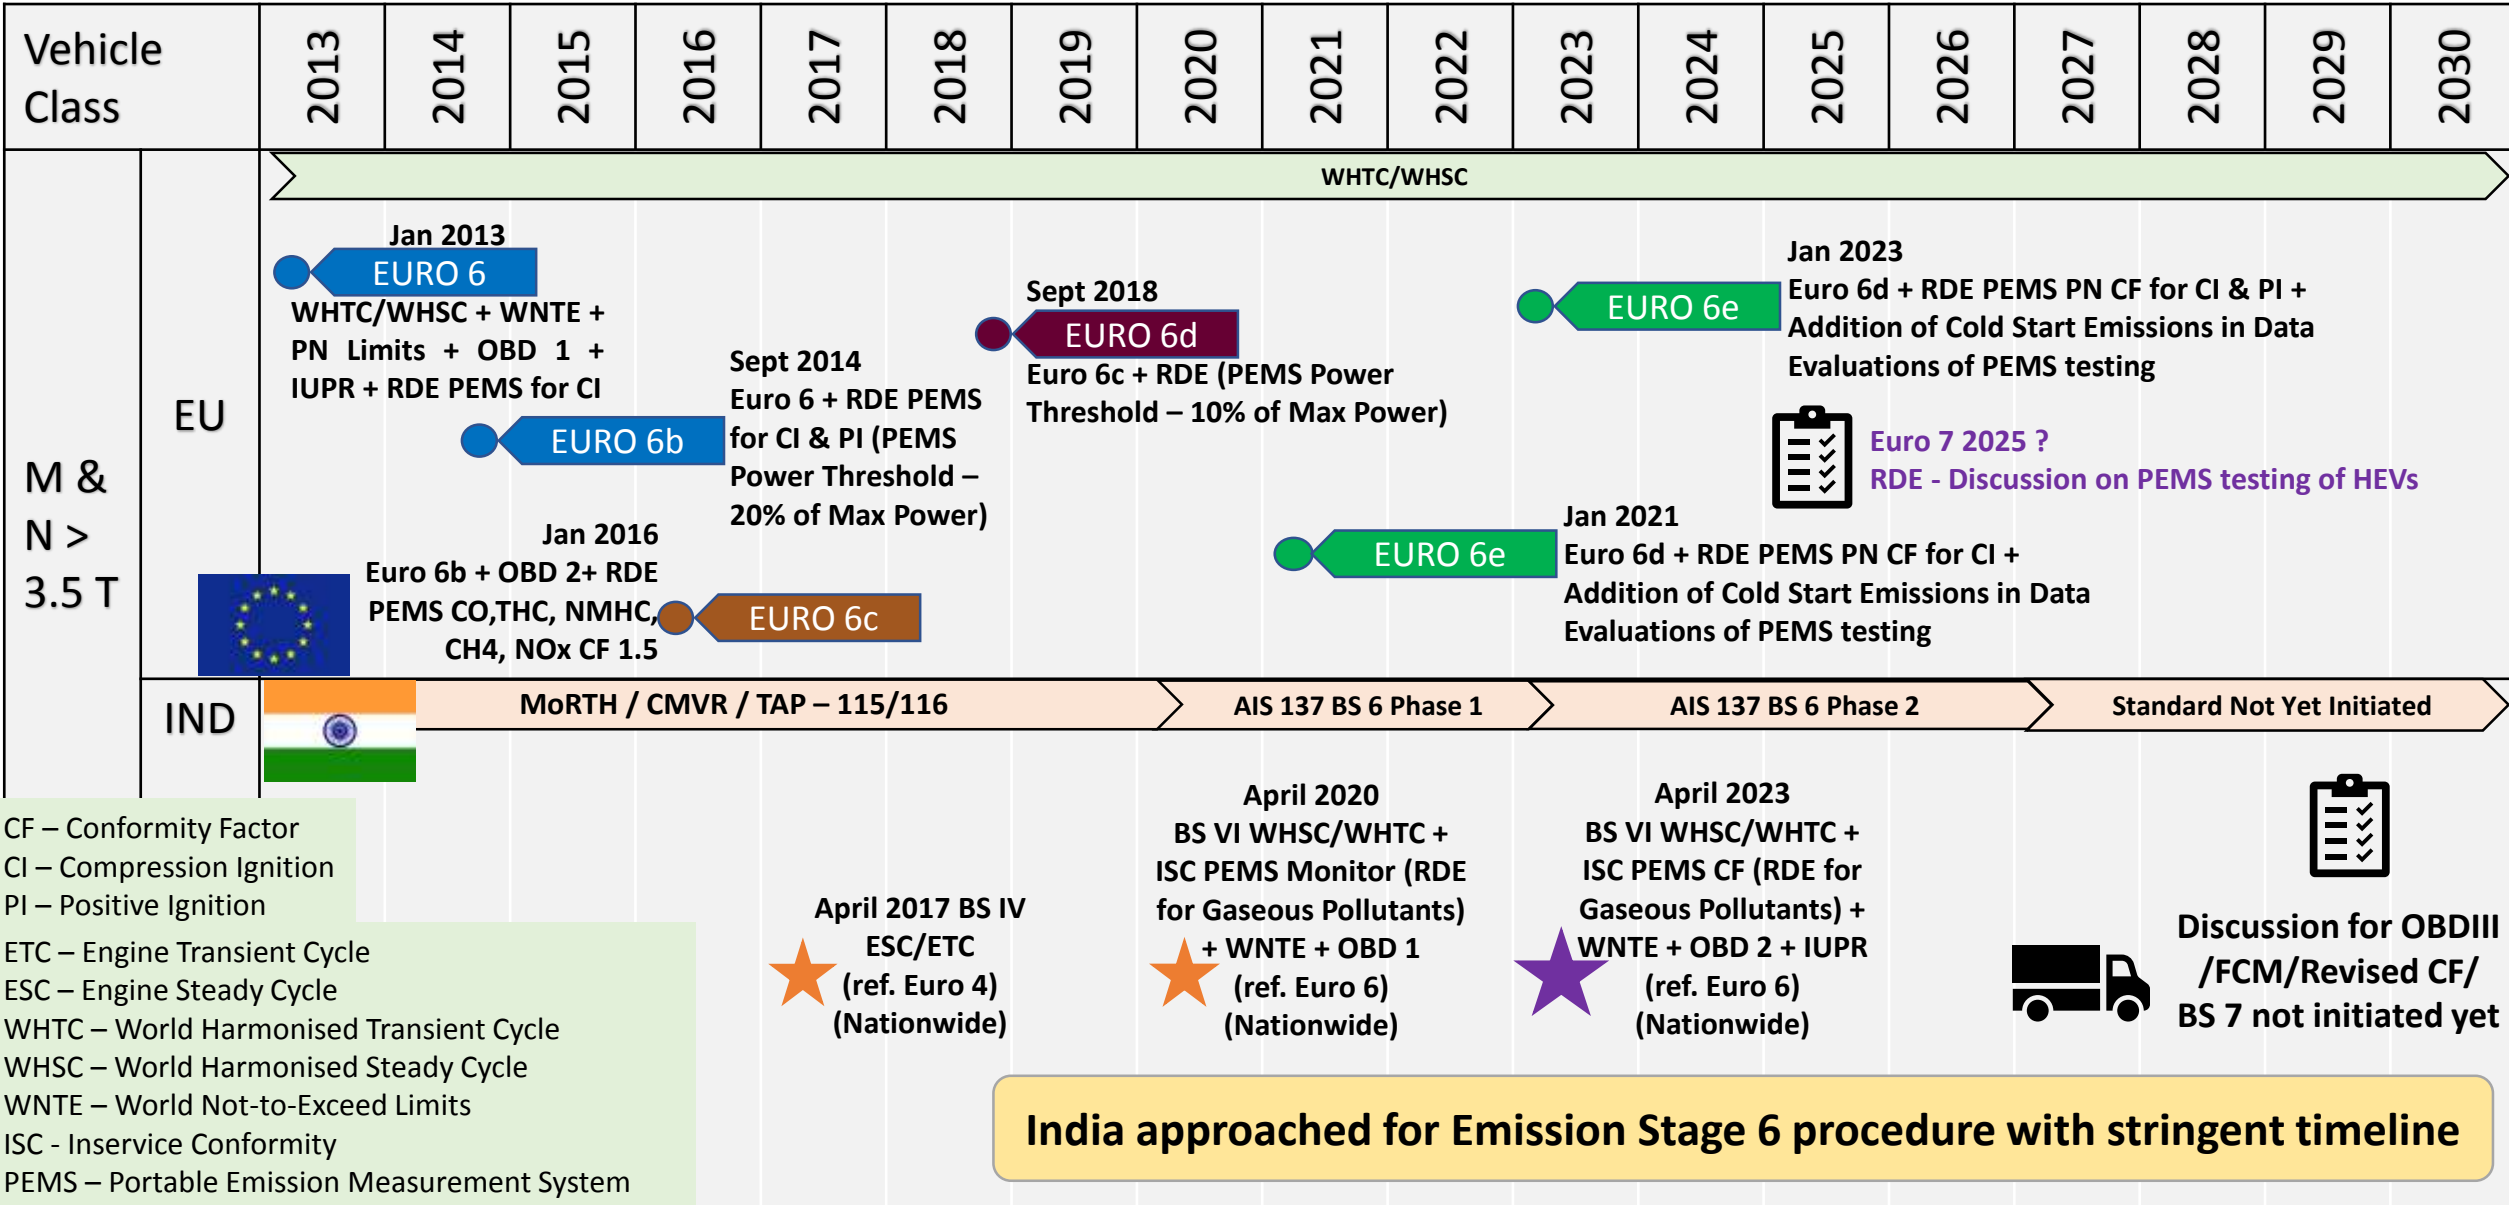 Vehicle
Class
2013
2014
2015
2016
2017
2018
2019
2020
2021
2022
2023
2024
2025
2026
2027
2028
2029
2030
M &
N >
3.5 T
EU
WHTC/WHSC
Jan 2013
EURO 6
WHTC/WHSC + WNTE +
PN Limits + OBD 1 +
IUPR + RDE PEMS for CI
EURO 6b
Sept 2014
Euro 6 + RDE PEMS
for CI & PI (PEMS
Power Threshold –
20% of Max Power)
Jan 2016
Euro 6b + OBD 2+ RDE
PEMS CO,THC, NMHC,
CH4, NOx CF 1.5
EURO 6c
Sept 2018
EURO 6d
Euro 6c + RDE (PEMS Power
Threshold – 10% of Max Power)
EURO 6e
Jan 2023
Euro 6d + RDE PEMS PN CF for CI & PI +
Addition of Cold Start Emissions in Data
Evaluations of PEMS testing
Euro 7 2025 ?
RDE - Discussion on PEMS testing of HEVs
EURO 6e
Jan 2021
Euro 6d + RDE PEMS PN CF for CI +
Addition of Cold Start Emissions in Data
Evaluations of PEMS testing
IND
MoRTH / CMVR / TAP – 115/116
AIS 137 BS 6 Phase 1
AIS 137 BS 6 Phase 2
Standard Not Yet Initiated
April 2017 BS IV
ESC/ETC
(ref. Euro 4)
(Nationwide)
April 2020
BS VI WHSC/WHTC +
ISC PEMS Monitor (RDE
for Gaseous Pollutants)
+ WNTE + OBD 1
(ref. Euro 6)
(Nationwide)
April 2023
BS VI WHSC/WHTC +
ISC PEMS CF (RDE for
Gaseous Pollutants) +
WNTE + OBD 2 + IUPR
(ref. Euro 6)
(Nationwide)
Discussion for OBDIII
/FCM/Revised CF/
BS 7 not initiated yet
CF – Conformity Factor
CI – Compression Ignition
PI – Positive Ignition
ETC – Engine Transient Cycle
ESC – Engine Steady Cycle
WHTC – World Harmonised Transient Cycle
WHSC – World Harmonised Steady Cycle
WNTE – World Not-to-Exceed Limits
ISC - Inservice Conformity
PEMS – Portable Emission Measurement System
India approached for Emission Stage 6 procedure with stringent timeline